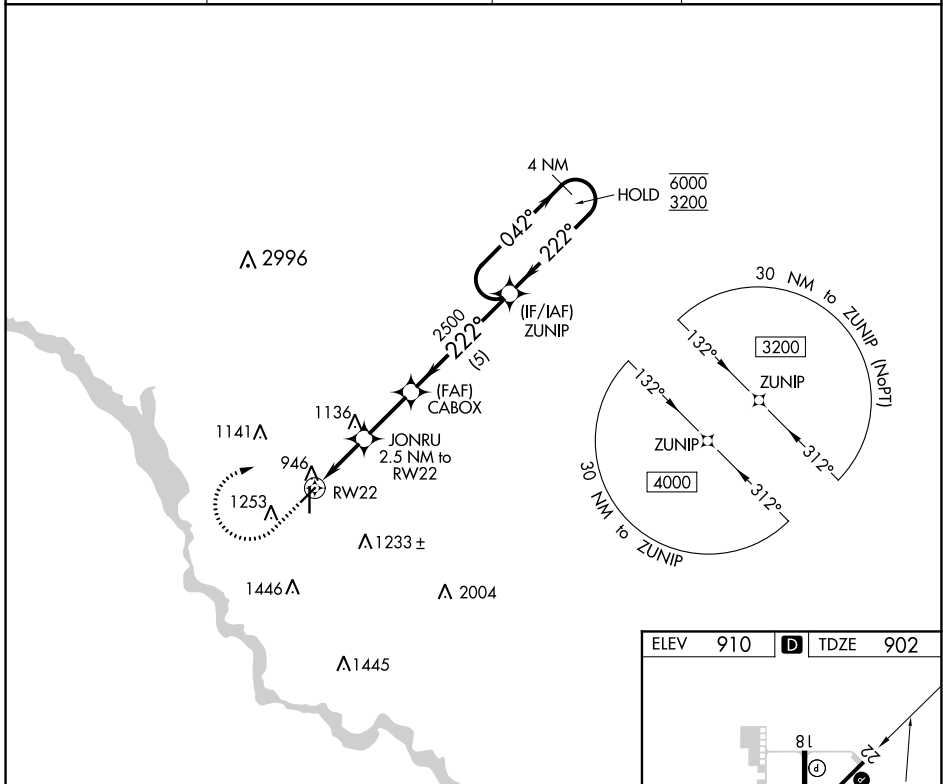 4 NM
HOLD
6000
3200
042°
222°
2996
(IF/IAF)
ZUNIP
2500
222°
(5)
30 NM to ZUNIP (NoPT)
132°
3200
ZUNIP
312°
132°
ZUNIP
4000
312°
30 NM to ZUNIP
(FAF)
CABOX
1136
JONRU
2.5 NM to
RW22
1141
946
RW22
1253
1233 ±
1446
2004
1445
ELEV 910 D TDZE 902
18
22
P
P